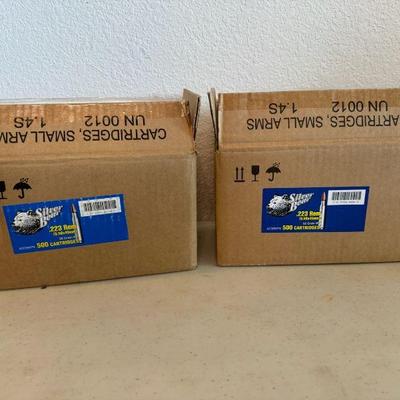 CARTRIDGES, SMALL ARMS
UN 0012
1.4S
Silver
Bear
.223 Rem
500 CARTRIDGES
CARTRIDGES, SMALL ARMS
UN 0012
1.4S
Silver
Bear
.223 Rem
500 CARTRIDGES